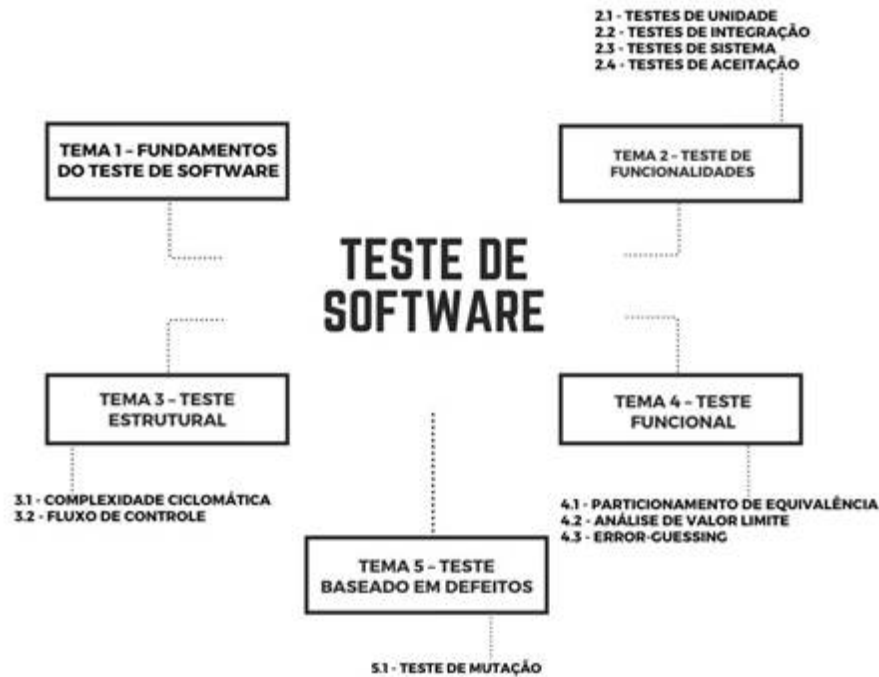 2.1 - TESTES DE UNIDADE
2.2 - TESTES DE INTEGRAÇÃO
2.3 - TESTES DE SISTEMA
2.4 - TESTES DE ACEITAÇÃO
TEMA 1 – FUNDAMENTOS
DO TESTE DE SOFTWARE
TEMA 2 – TESTE DE
FUNCIONALIDADES
TESTE DE
SOFTWARE
TEMA 3 – TESTE
ESTRUTURAL
TEMA 4 – TESTE
FUNCIONAL
3.1 - COMPLEXIDADE CICLOMÁTICA
3.2 - FLUXO DE CONTROLE
4.1 - PARTICIONAMENTO DE EQUIVALÊNCIA
4.2 - ANÁLISE DE VALOR LIMITE
4.3 - ERROR-GUESSING
TEMA 5 – TESTE
BASEADO EM DEFEITOS
5.1 - TESTE DE MUTAÇÃO